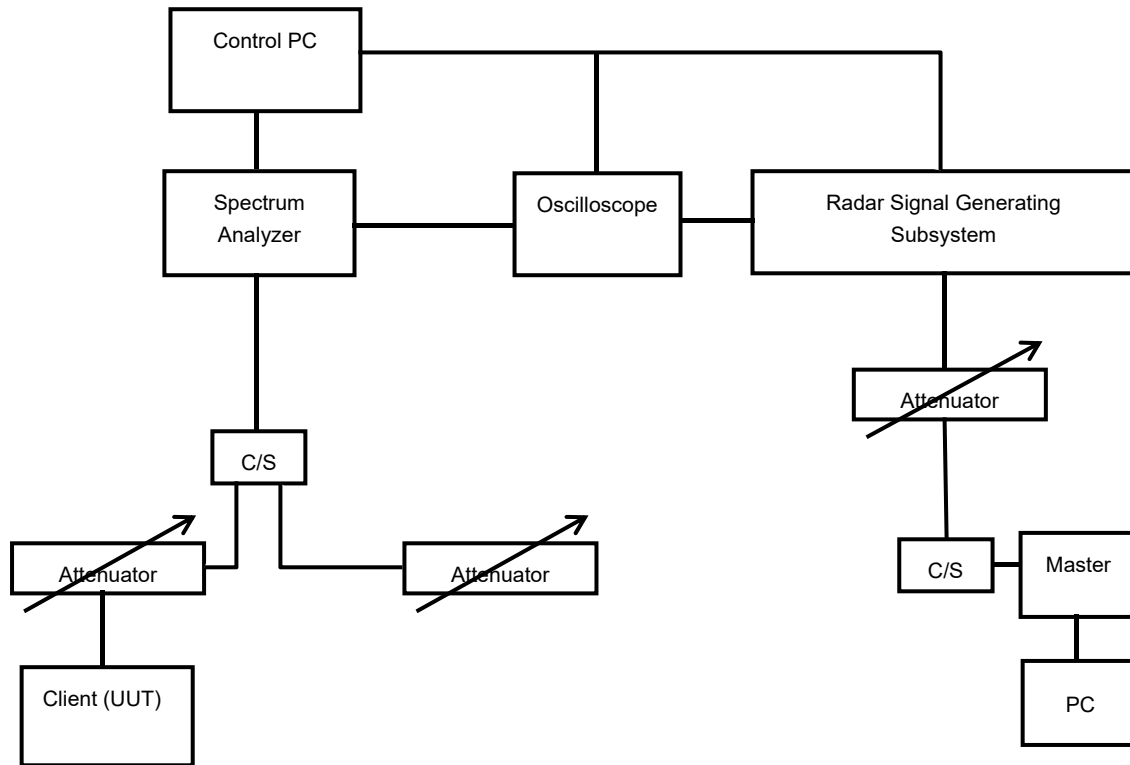 Control PC
Spectrum
Analyzer
Oscilloscope
Radar Signal Generating
Subsystem
Attenuator
C/S
Attenuator
Attenuator
C/S
Master
Client (UUT)
PC